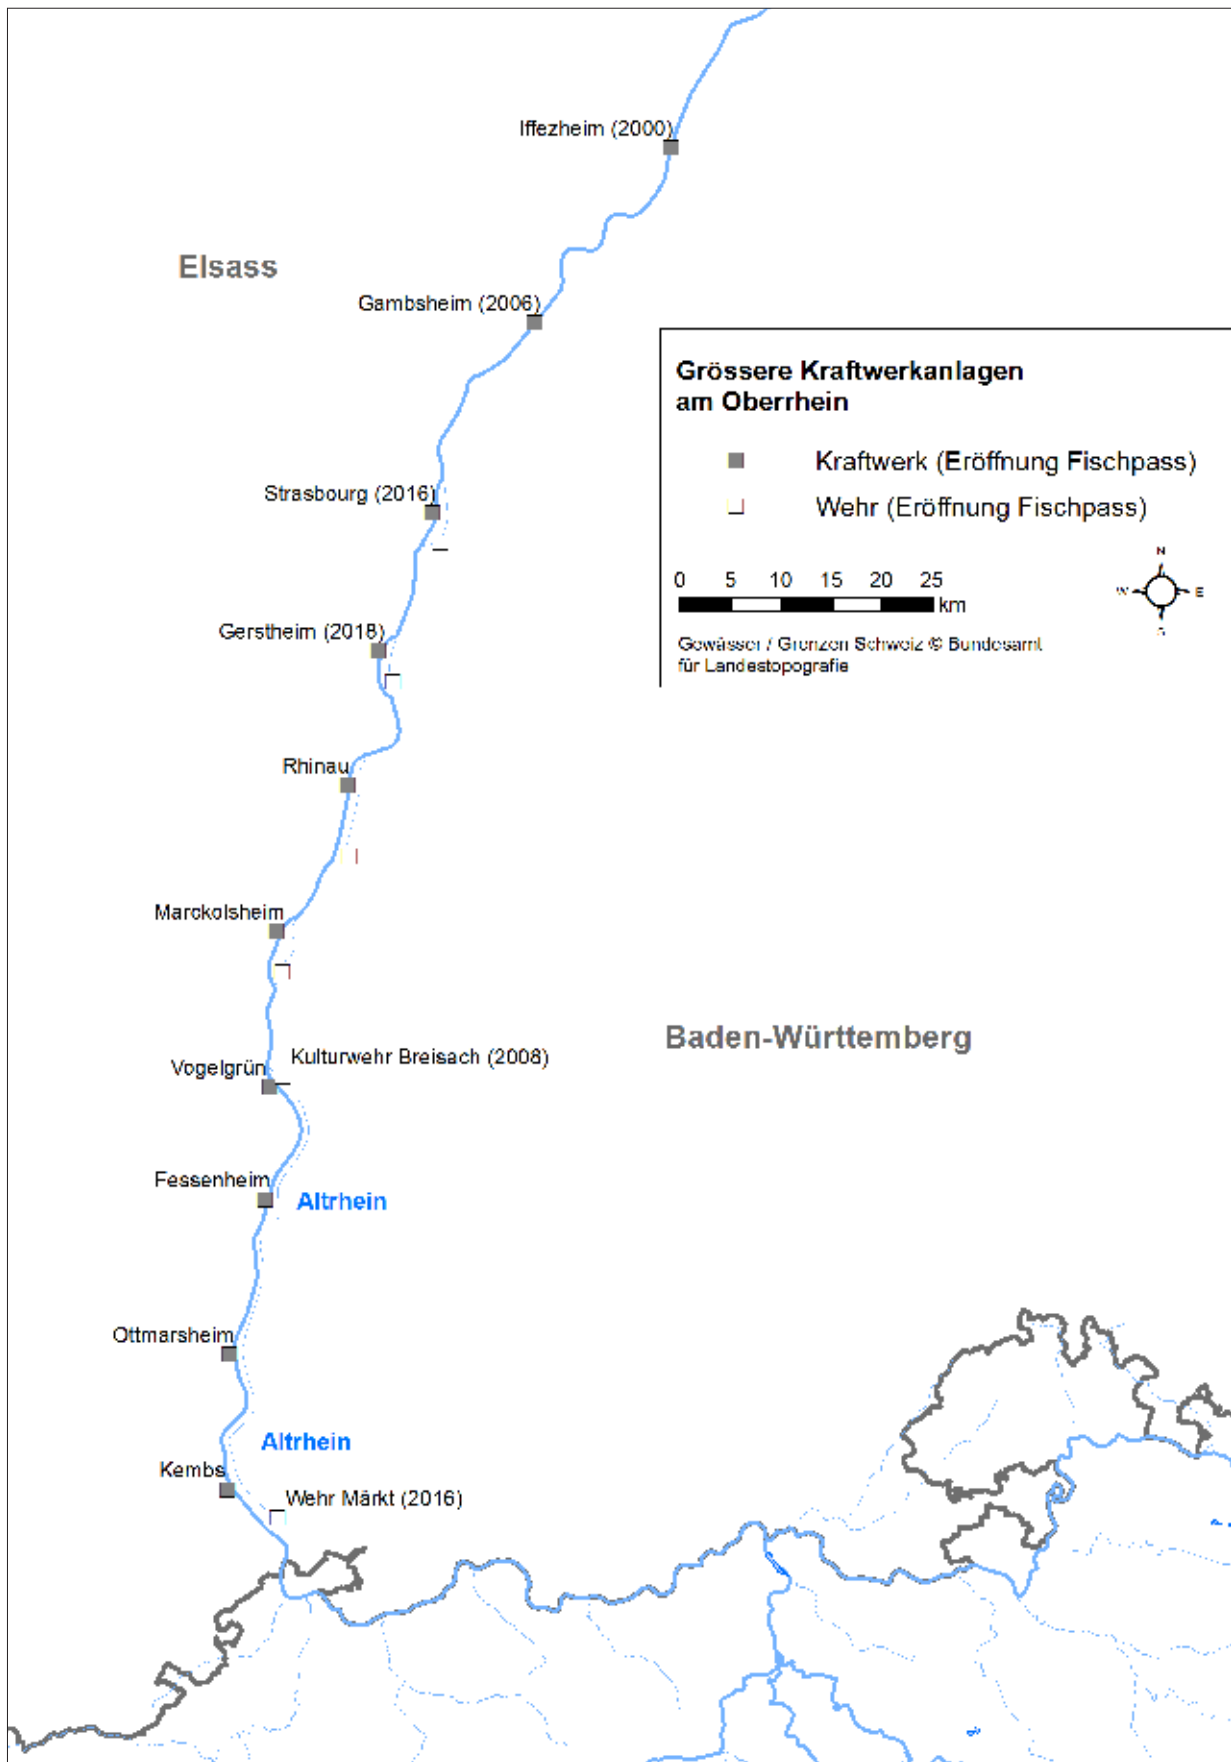 Iffezheim (2000)
Elsass
Gambsheim (2006)
Grössere Kraftwerkanlagen
am Oberrhein
Kraftwerk (Eröffnung Fischpass)
Wehr (Eröffnung Fischpass)
0 5 10 15 20 25
km
N
W E
S
Gewässer / Grenzen Schweiz © Bundesamt
für Landestopografie
Strasbourg (2016)
Gerstheim (2018)
Rhinau
Marckolsheim
Baden-Württemberg
Kulturwehr Breisach (2008)
Vogelgrün
Fessenheim
Altrhein
Ottmarsheim
Altrhein
Kembs
Wehr Märkt (2016)